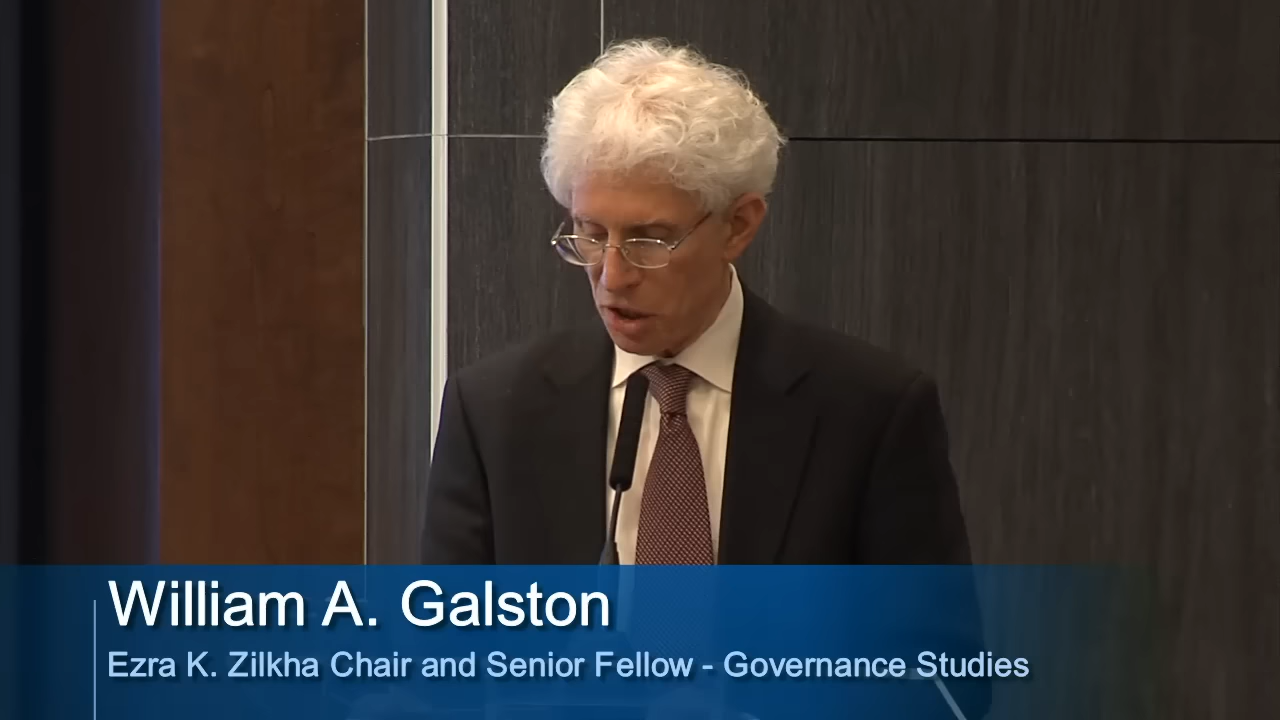 William A. Galston
Ezra K. Zilkha Chair and Senior Fellow - Governance Studies